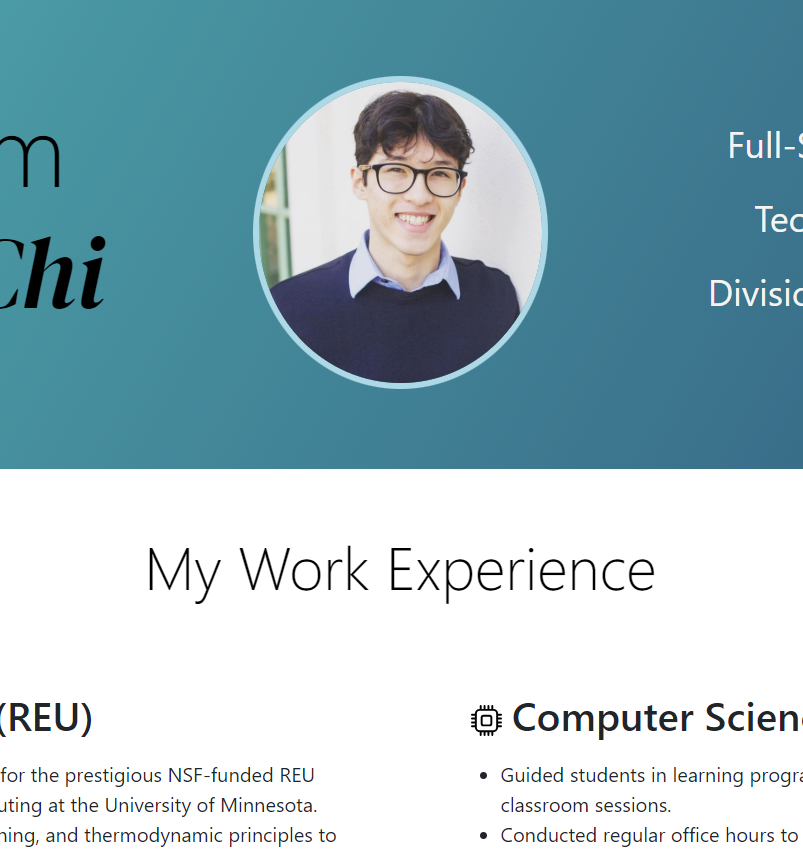 m
Chi
Full-S
Tec
Divisio
My Work Experience
(REU)
for the prestigious NSF-funded REU
uting at the University of Minnesota.
ning, and thermodynamic principles to
Computer Scienc
Guided students in learning progra
classroom sessions.
Conducted regular office hours to